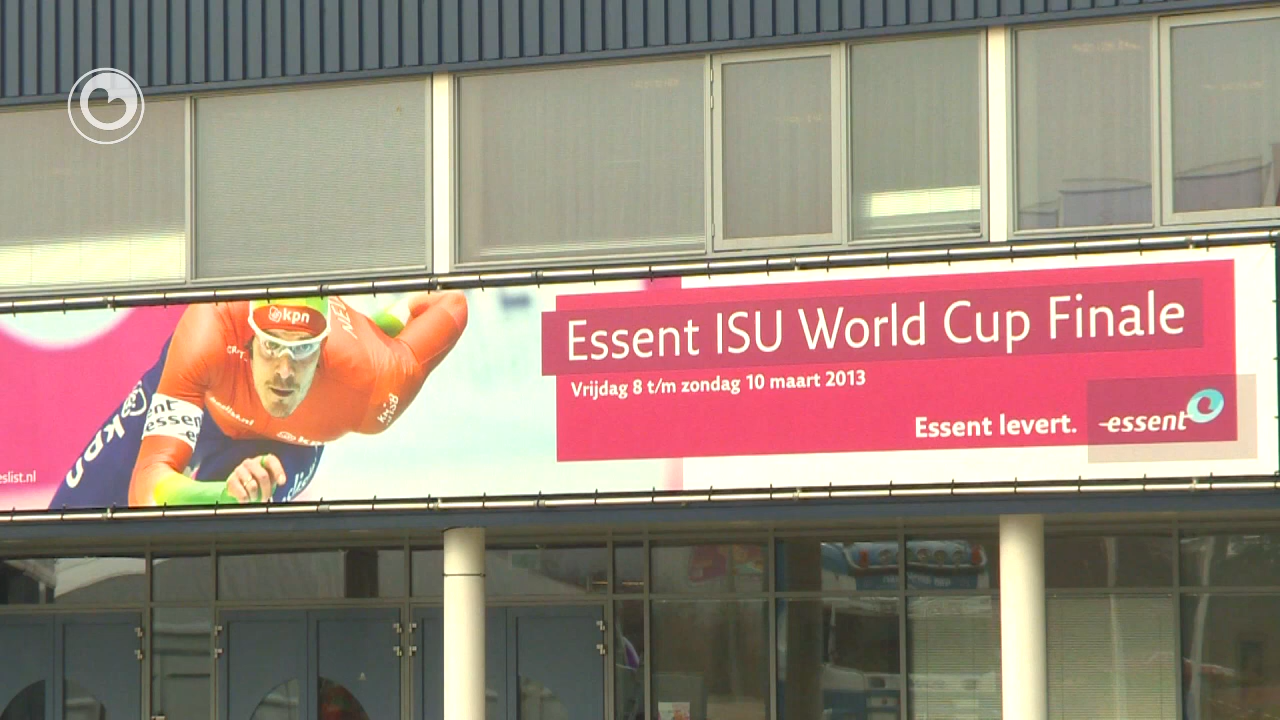 Essent ISU World Cup Finale
Vrijdag 8 t/m zondag 10 maart 2013
Essent levert.
essent
kpn
essent
kpn
eslist.nl